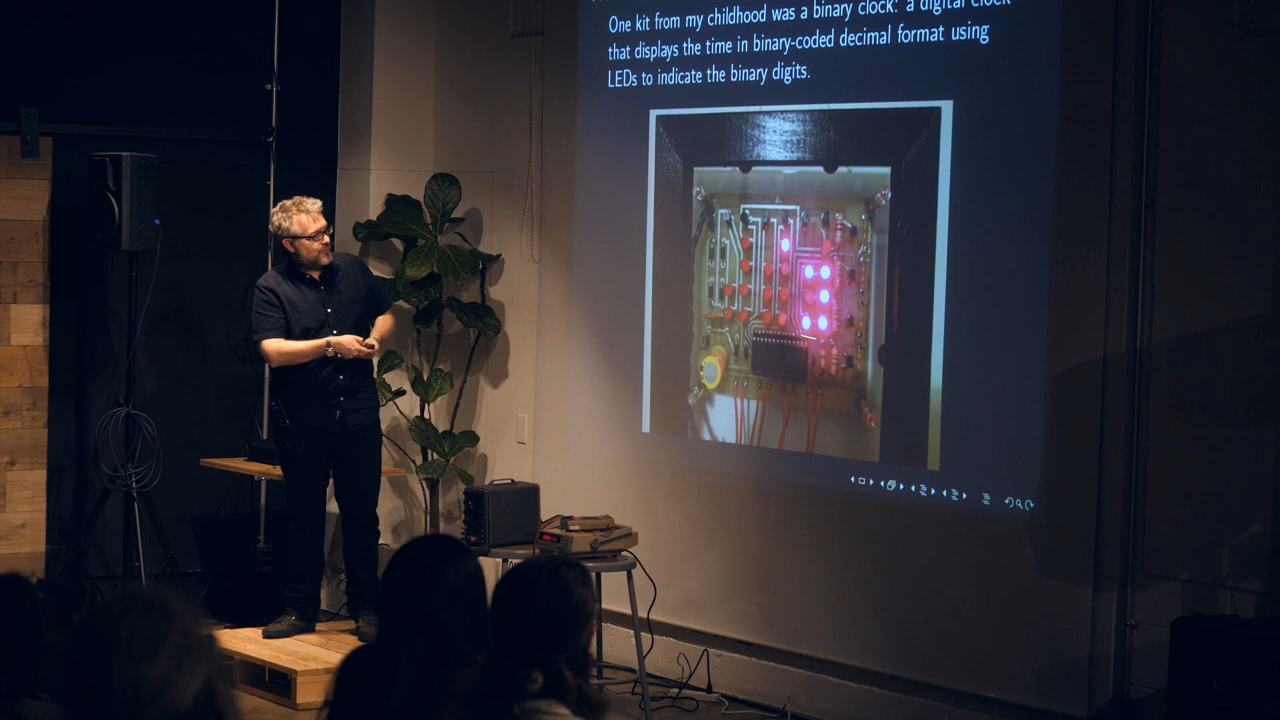 One kit from my childhood was a binary clock: a digital clock
that displays the time in binary-coded decimal format using
LEDs to indicate the binary digits.